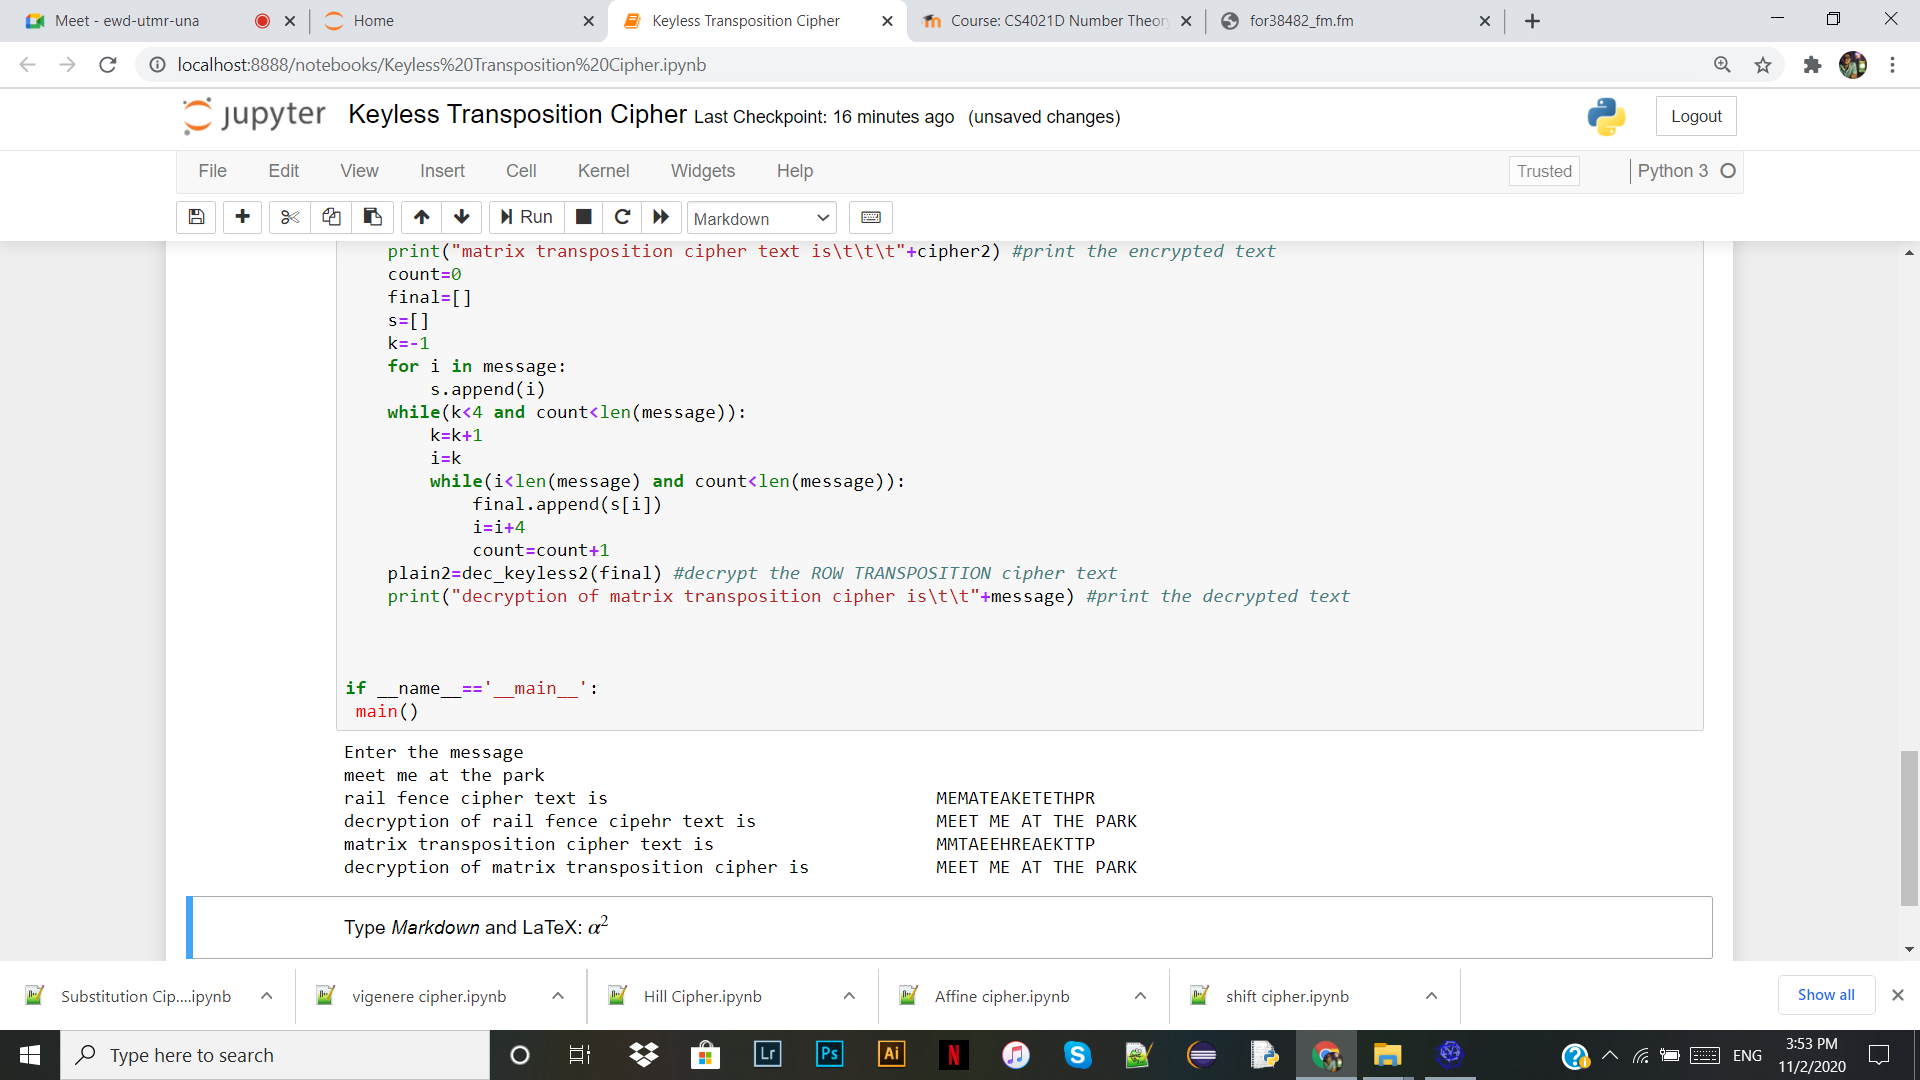 Meet - ewd-utmr-una
Home
Keyless Transposition Cipher
Course: CS4021D Number Theory
for38482_fm.fm
localhost:8888/notebooks/Keyless%20Transposition%20Cipher.ipynb
jupyter Keyless Transposition Cipher Last Checkpoint: 16 minutes ago (unsaved changes)
Logout
File Edit View Insert Cell Kernel Widgets Help
Trusted
Python 3
Run
Markdown
print("matrix transposition cipher text is\t\t\t"+cipher2) #print the encrypted text
count=0
final=[]
s=[]
k=-1
for i in message:
s.append(i)
while(k<4 and count<len(message)):
k=k+1
i=k
while(i<len(message) and count<len(message)):
final.append(s[i])
i=i+4
count=count+1
plain2=dec_keyless2(final) #decrypt the ROW TRANSPOSITION cipher text
print("decryption of matrix transposition cipher is\t\t"+message) #print the decrypted text
if __name__=='__main__':
main()
Enter the message
meet me at the park
rail fence cipher text is MEMATEAKETETHPR
decryption of rail fence cipehr text is MEET ME AT THE PARK
matrix transposition cipher text is MMTAEEHREAEKTTP
decryption of matrix transposition cipher is MEET ME AT THE PARK
Type Markdown and LaTeX: α²
Substitution Cip....ipynb
vigenere cipher.ipynb
Hill Cipher.ipynb
Affine cipher.ipynb
shift cipher.ipynb
Show all
Type here to search
Lr
Ps
Ai
N
S
ENG
3:53 PM
11/2/2020